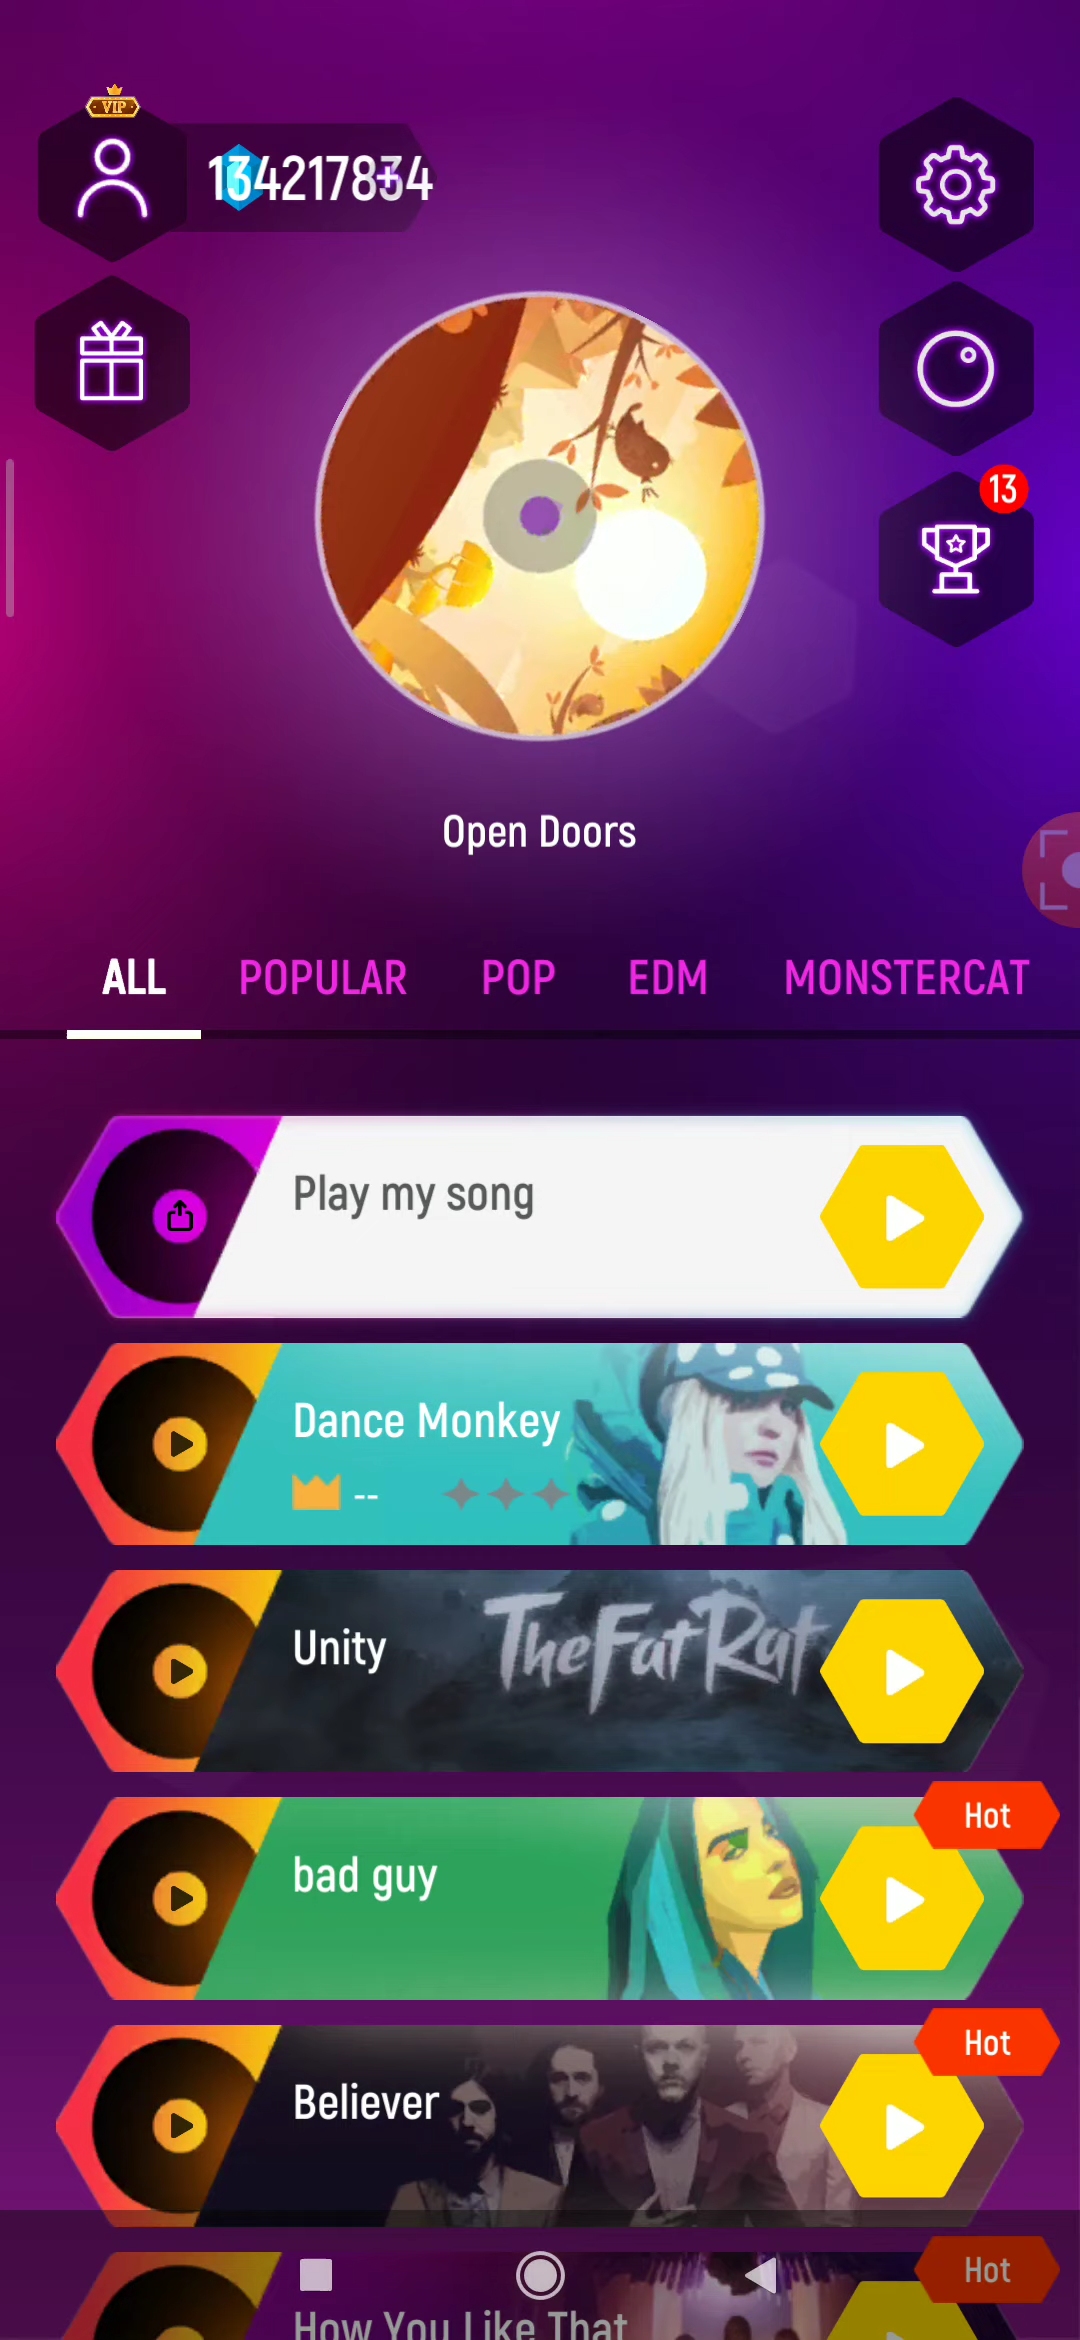 VIP
134217834
13
Open Doors
ALL POPULAR POP EDM MONSTERCAT
Play my song
Dance Monkey
--
Unity
TheFatRat
Hot
bad guy
Hot
Believer
Hot
How You Like That